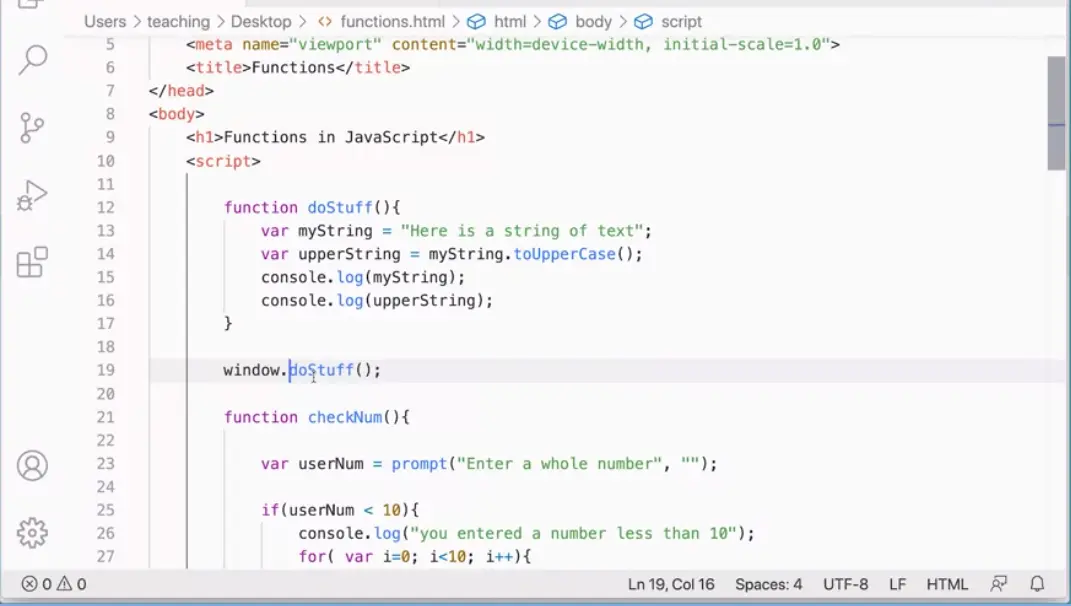 Users > teaching > Desktop > <> functions.html > html > body > script
5 <meta name="viewport" content="width=device-width, initial-scale=1.0">
6 <title>Functions</title>
7 </head>
8 <body>
9 <h1>Functions in JavaScript</h1>
10 <script>
11
12 function doStuff(){
13 var myString = "Here is a string of text";
14 var upperString = myString.toUpperCase();
15 console.log(myString);
16 console.log(upperString);
17 }
18
19 window.doStuff();
20
21 function checkNum(){
22
23 var userNum = prompt("Enter a whole number", "");
24
25 if(userNum < 10){
26 console.log("you entered a number less than 10");
27 for( var i=0; i<10; i++){
0 0 Ln 19, Col 16 Spaces: 4 UTF-8 LF HTML